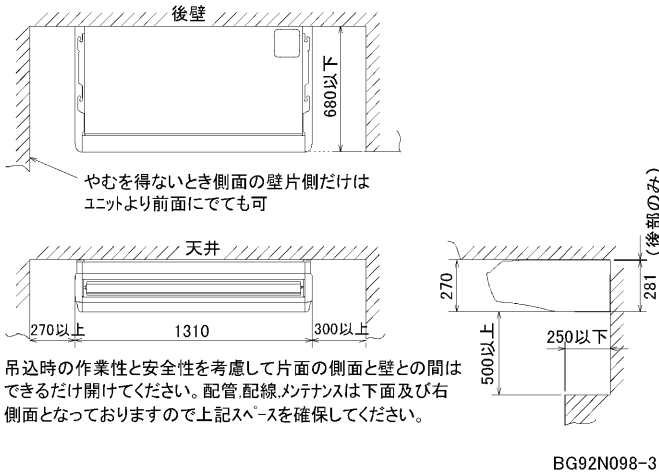 後壁
680以下
やむを得ないとき側面の壁片側だけは
ユニットより前面にでても可
天井
270以上
1310
300以上
270
281
(後部のみ)
500以上
250以下
吊込時の作業性と安全性を考慮して片面の側面と壁との間は
できるだけ開けてください。配管,配線,メンテナンスは下面及び右
側面となっておりますので上記スペースを確保してください。
BG92N098-3